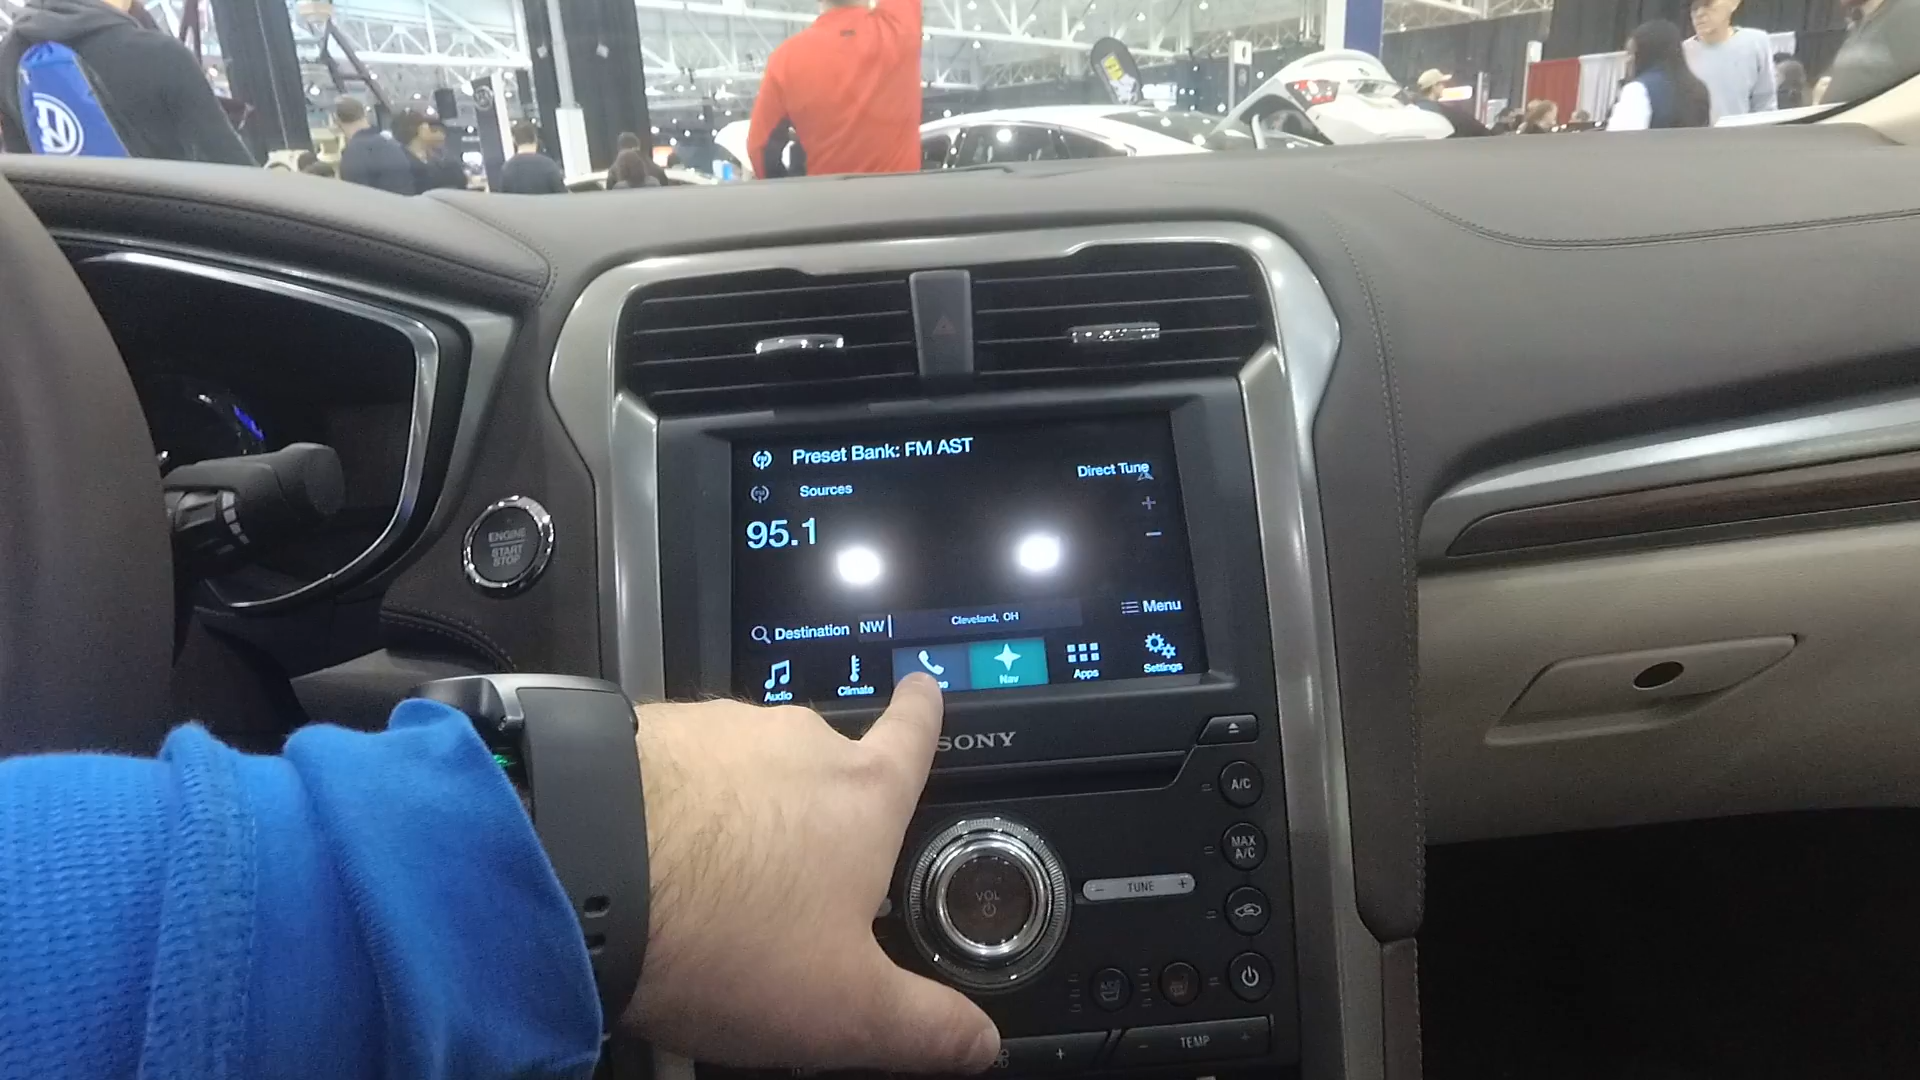 Preset Bank: FM AST
Direct Tune
Sources
95.1
Menu
Destination NW
Cleveland, OH
Audio
Climate
Nav
Apps
Settings
ENGINE
START
STOP
SONY
A/C
MAX
A/C
VOL
TUNE
TEMP